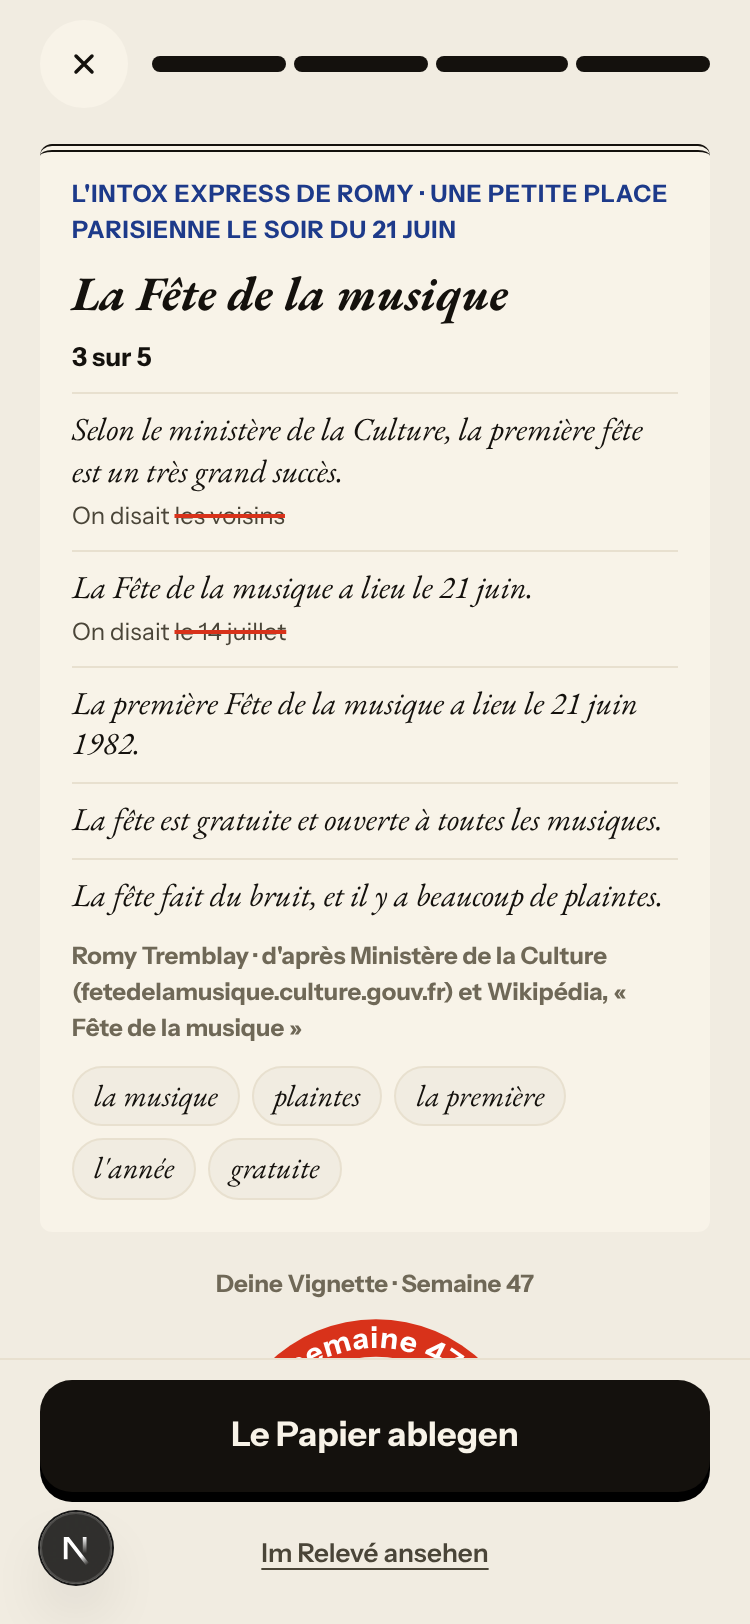 L'INTOX EXPRESS DE ROMY · UNE PETITE PLACE
PARISIENNE LE SOIR DU 21 JUIN
La Fête de la musique
3 sur 5
Selon le ministère de la Culture, la première fête
est un très grand succès.
On disait les voisins
La Fête de la musique a lieu le 21 juin.
On disait le 14 juillet
La première Fête de la musique a lieu le 21 juin
1982.
La fête est gratuite et ouverte à toutes les musiques.
La fête fait du bruit, et il y a beaucoup de plaintes.
Romy Tremblay · d'après Ministère de la Culture
(fetedelamusique.culture.gouv.fr) et Wikipédia, «
Fête de la musique »
la musique plaintes la première
l'année gratuite
Deine Vignette · Semaine 47
emaine 47
Le Papier ablegen
N
Im Relevé ansehen